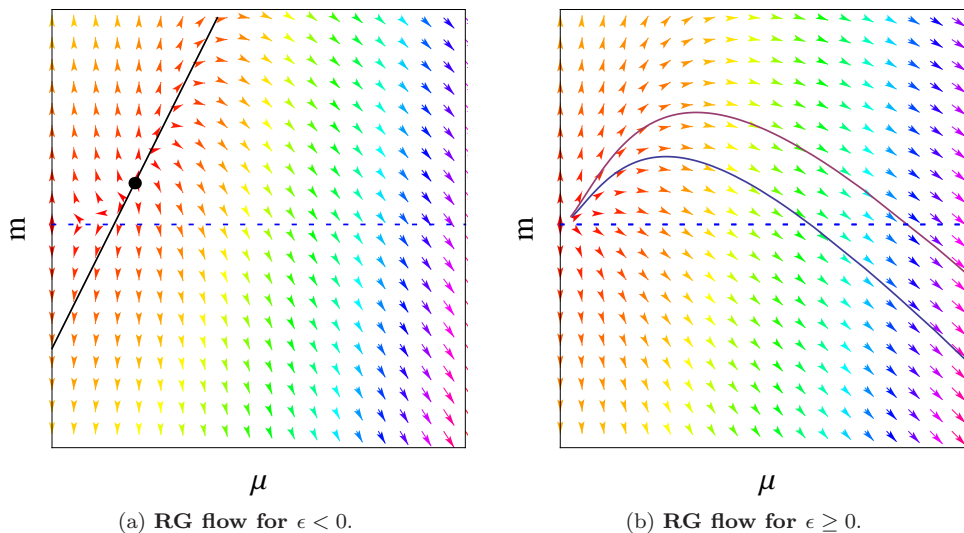 m
μ
(a) RG flow for ϵ < 0.
m
μ
(b) RG flow for ϵ ≥ 0.